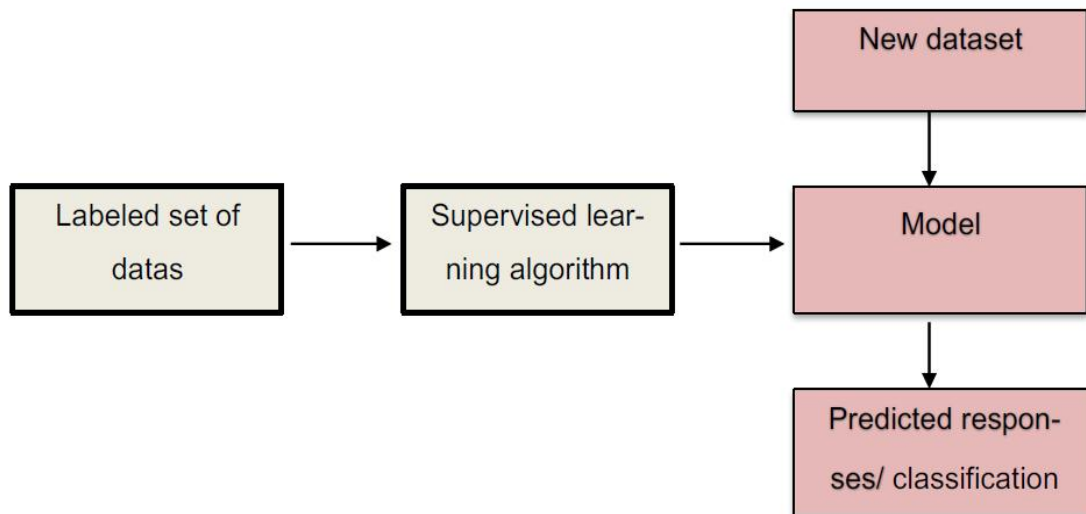 New dataset
Labeled set of
datas
Supervised lear-
ning algorithm
Model
Predicted respon-
ses/ classification